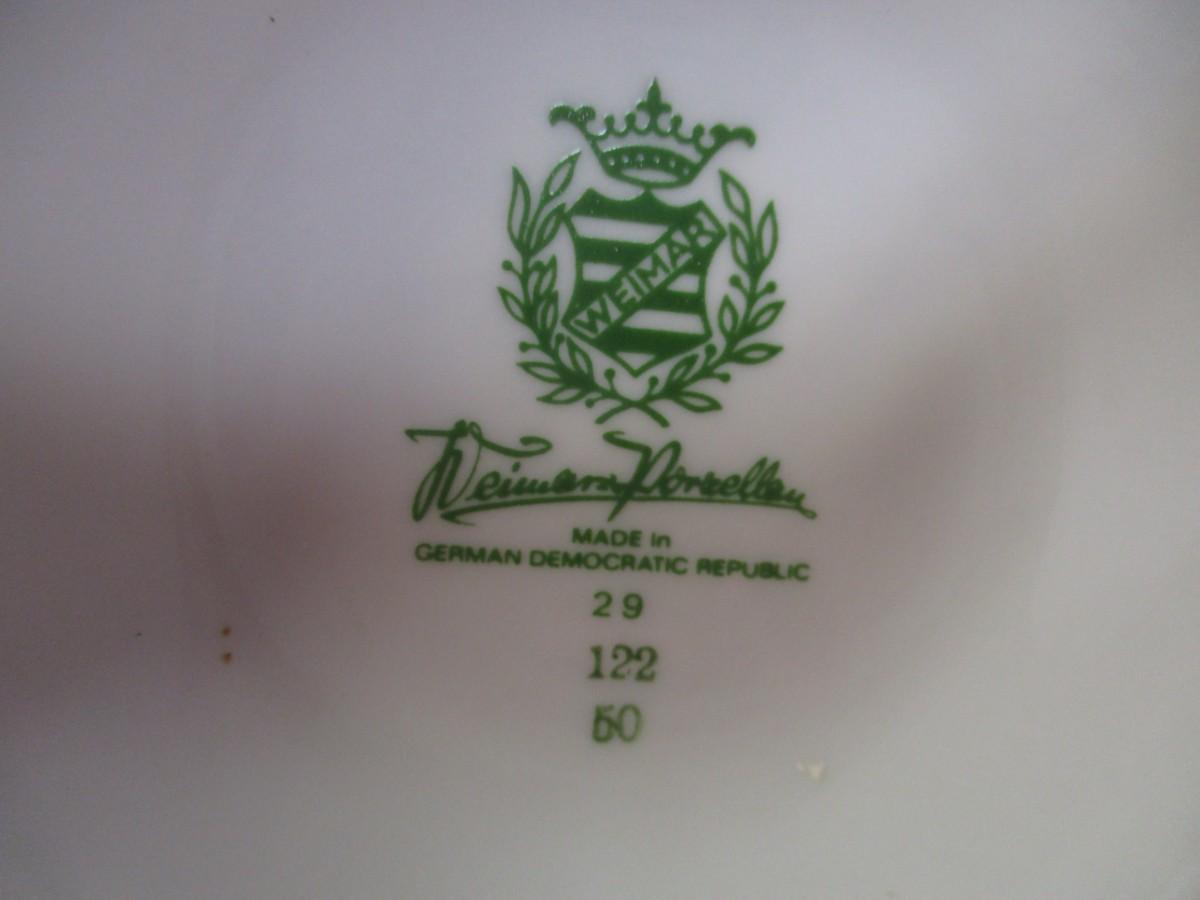 WEIMAR
Weimar Porzellan
MADE In
GERMAN DEMOCRATIC REPUBLIC
29
122
50